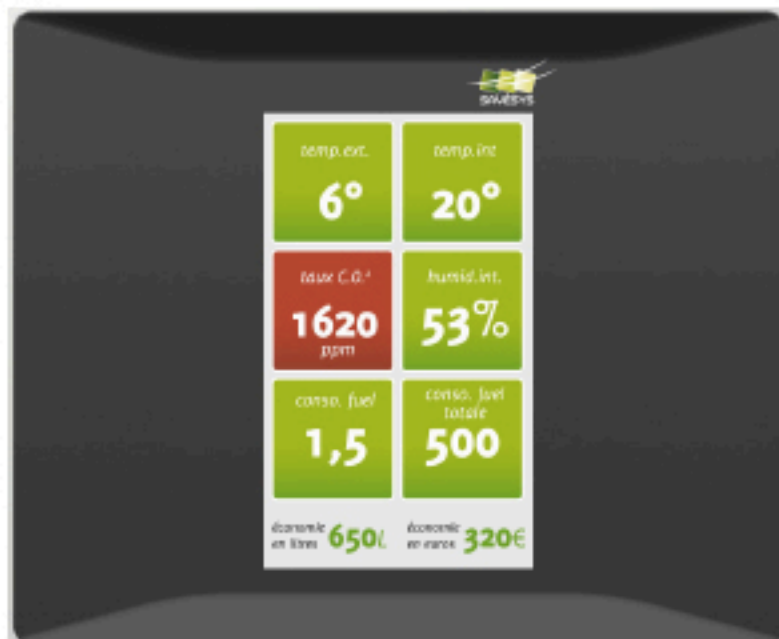 SAVÉSYS
temp.ext.
6°
temp.int
20°
taux C.O.²
1620
ppm
humid.int.
53%
conso. fuel
1,5
conso. fuel
totale
500
économie
en litres 650L
économie
en euros 320€